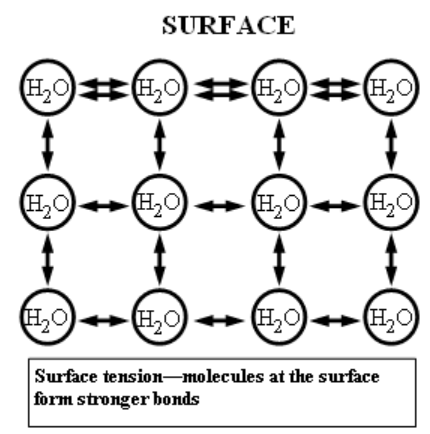 SURFACE
H₂O H₂O H₂O H₂O
H₂O H₂O H₂O H₂O
H₂O H₂O H₂O H₂O
Surface tension—molecules at the surface
form stronger bonds